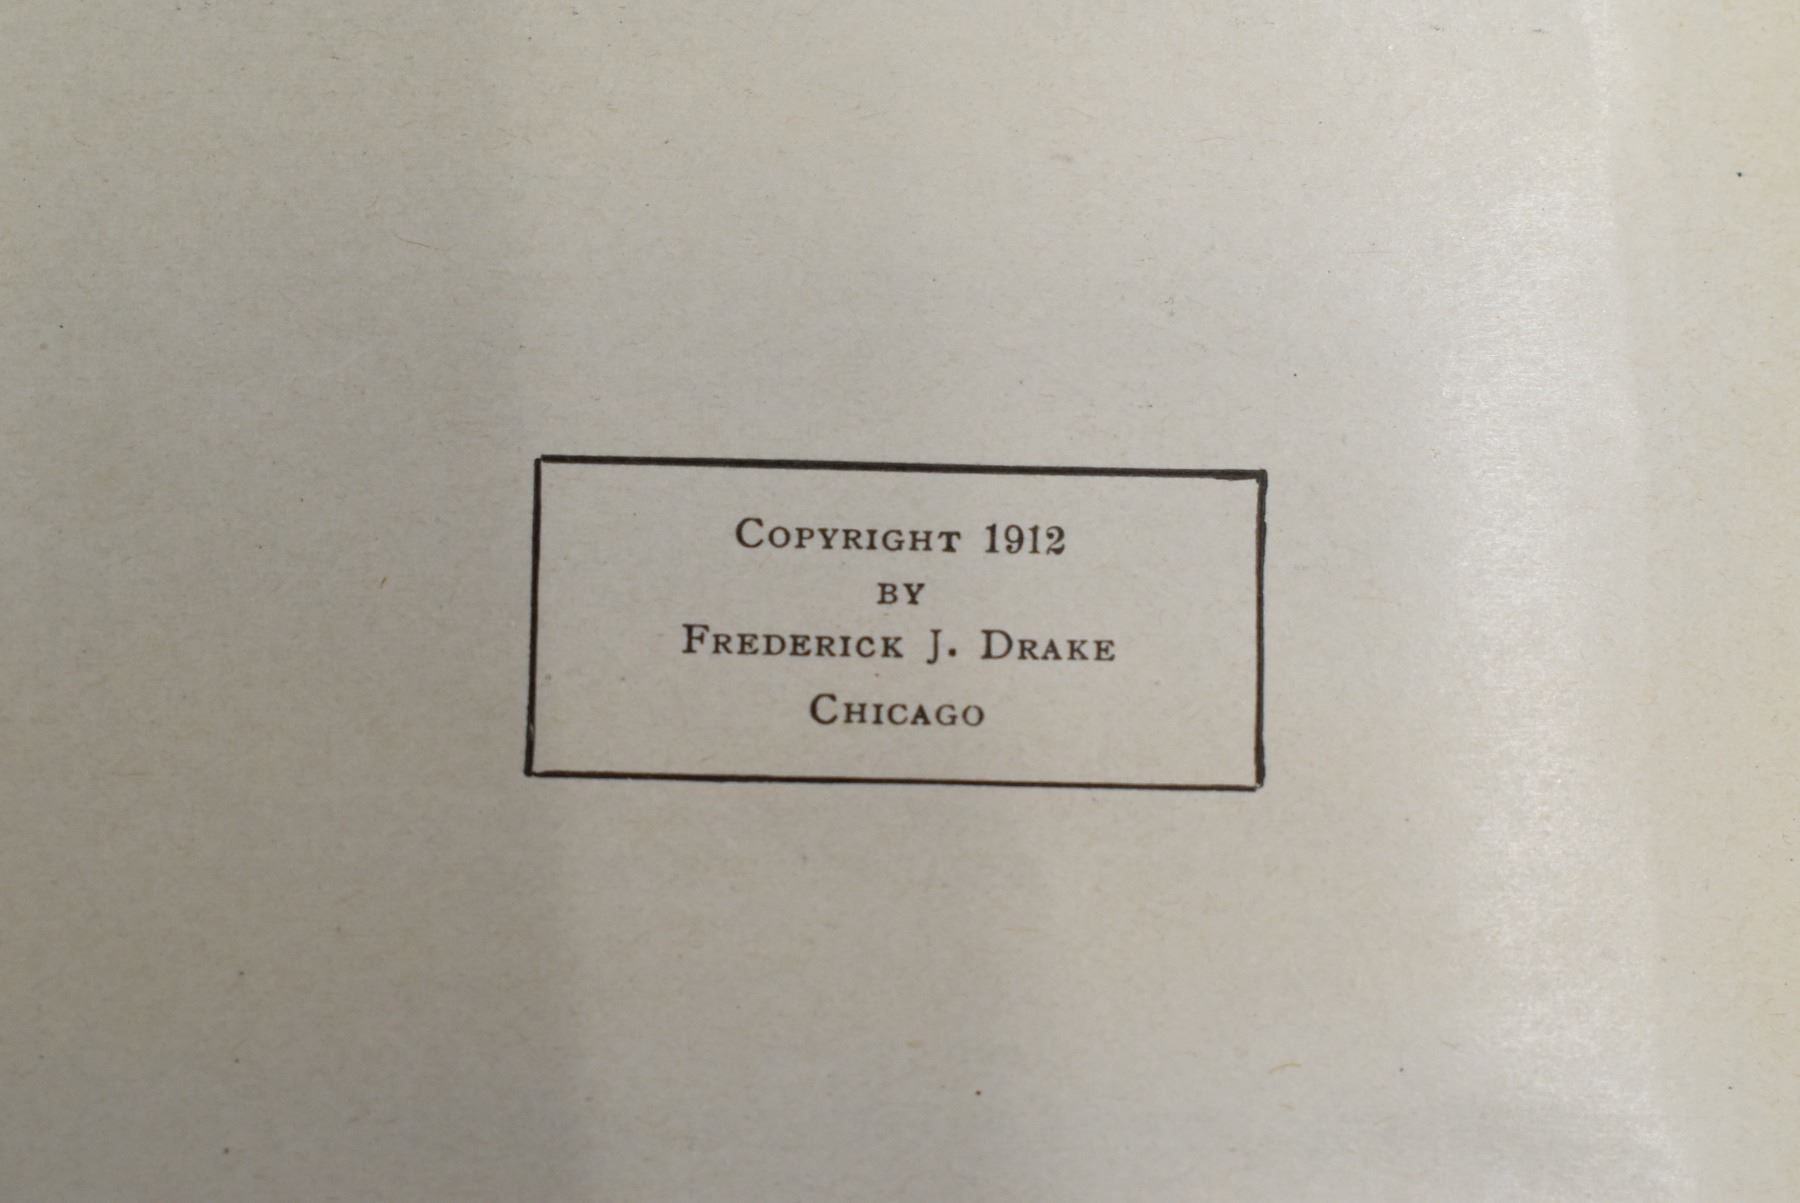 Copyright 1912
by
Frederick J. Drake
Chicago